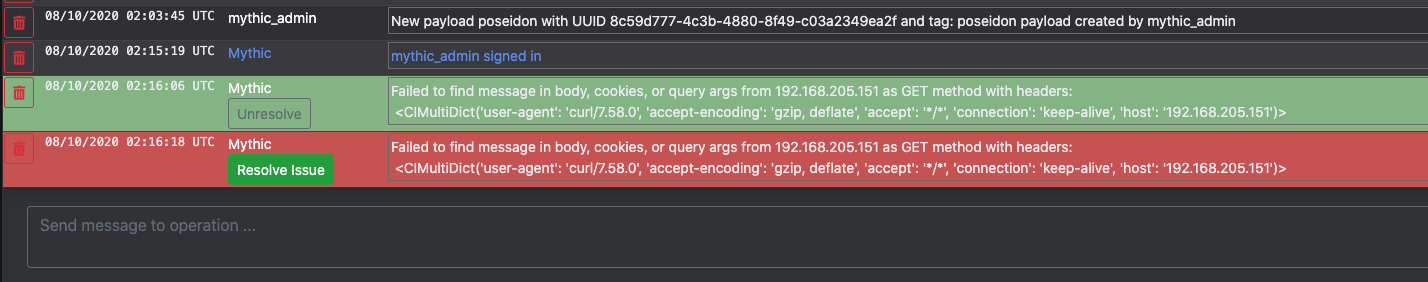 08/10/2020 02:03:45 UTC mythic_admin New payload poseidon with UUID 8c59d777-4c3b-4880-8f49-c03a2349ea2f and tag: poseidon payload created by mythic_admin
08/10/2020 02:15:19 UTC Mythic mythic_admin signed in
08/10/2020 02:16:06 UTC Mythic Failed to find message in body, cookies, or query args from 192.168.205.151 as GET method with headers:
Unresolve <CIMultiDict('user-agent': 'curl/7.58.0', 'accept-encoding': 'gzip, deflate', 'accept': '*/*', 'connection': 'keep-alive', 'host': '192.168.205.151')>
08/10/2020 02:16:18 UTC Mythic Failed to find message in body, cookies, or query args from 192.168.205.151 as GET method with headers:
Resolve Issue <CIMultiDict('user-agent': 'curl/7.58.0', 'accept-encoding': 'gzip, deflate', 'accept': '*/*', 'connection': 'keep-alive', 'host': '192.168.205.151')>
Send message to operation ...